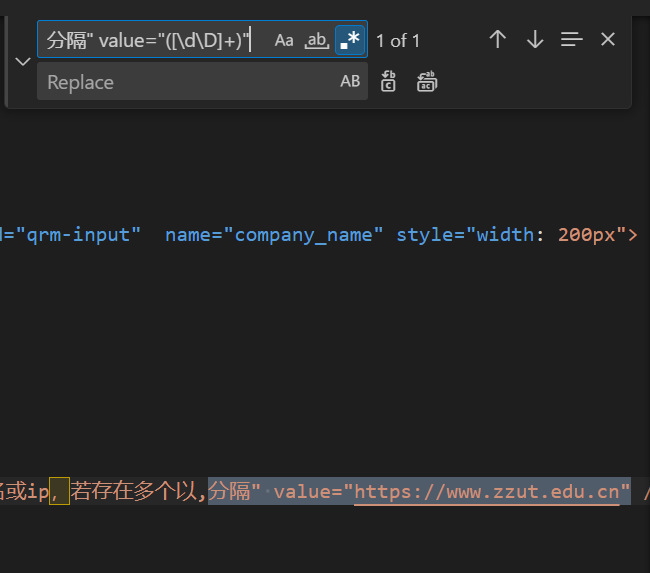 分隔" value="([\d\D]+)" Aa ab .* 1 of 1
Replace AB
="qrm-input"  name="company_name" style="width: 200px">
或ip，若存在多个以,分隔" value="https://www.zzut.edu.cn" /